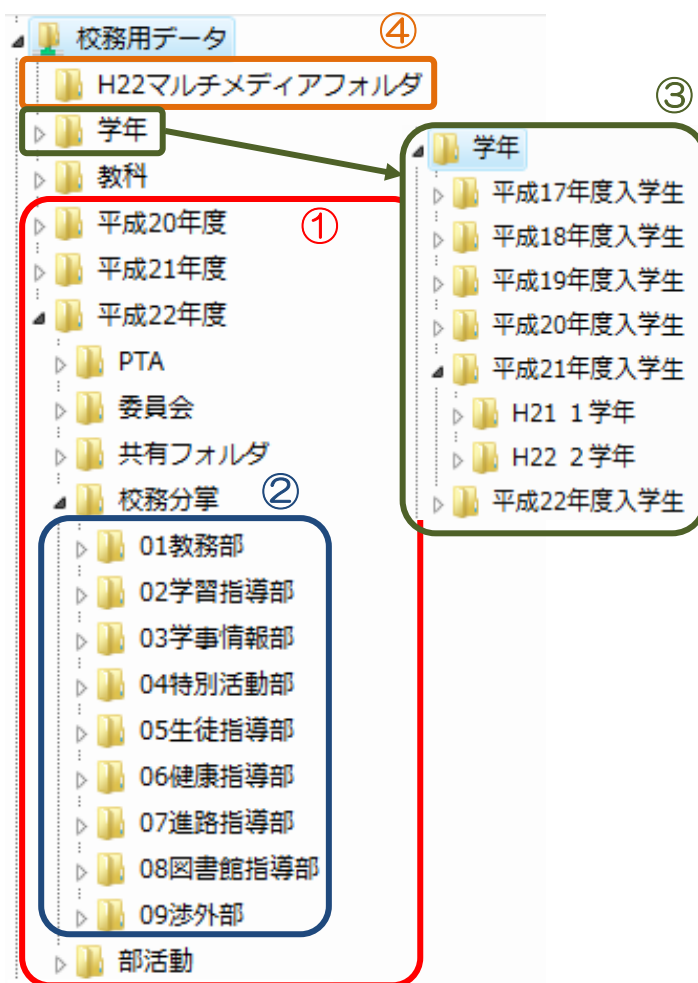 校務用データ
④
H22マルチメディアフォルダ
学年
教科
平成20年度
①
平成21年度
平成22年度
PTA
委員会
共有フォルダ
校務分掌
②
01教務部
02学習指導部
03学事情報部
04特別活動部
05生徒指導部
06健康指導部
07進路指導部
08図書館指導部
09渉外部
部活動
③
学年
平成17年度入学生
平成18年度入学生
平成19年度入学生
平成20年度入学生
平成21年度入学生
H21 1学年
H22 2学年
平成22年度入学生